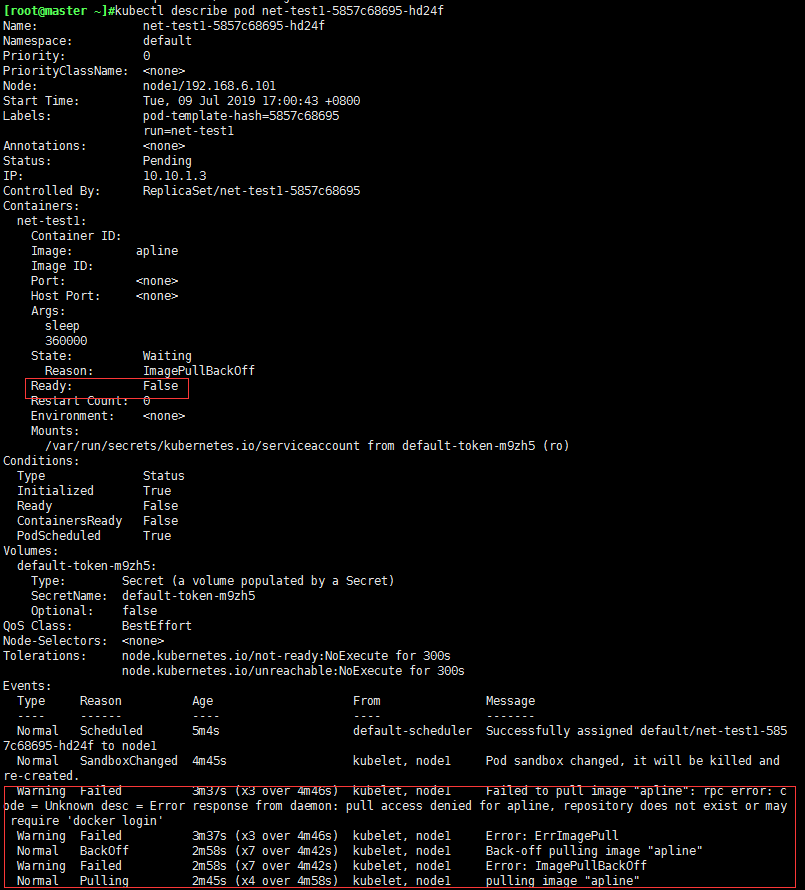 [root@master ~]#kubectl describe pod net-test1-5857c68695-hd24f
Name:               net-test1-5857c68695-hd24f
Namespace:          default
Priority:           0
PriorityClassName:  <none>
Node:               node1/192.168.6.101
Start Time:         Tue, 09 Jul 2019 17:00:43 +0800
Labels:             pod-template-hash=5857c68695
                    run=net-test1
Annotations:        <none>
Status:             Pending
IP:                 10.10.1.3
Controlled By:      ReplicaSet/net-test1-5857c68695
Containers:
  net-test1:
    Container ID:
    Image:         apline
    Image ID:
    Port:          <none>
    Host Port:     <none>
    Args:
      sleep
      360000
    State:          Waiting
      Reason:       ImagePullBackOff
    Ready:          False
    Restart Count:  0
    Environment:    <none>
    Mounts:
      /var/run/secrets/kubernetes.io/serviceaccount from default-token-m9zh5 (ro)
Conditions:
  Type              Status
  Initialized       True
  Ready             False
  ContainersReady   False
  PodScheduled      True
Volumes:
  default-token-m9zh5:
    Type:        Secret (a volume populated by a Secret)
    SecretName:  default-token-m9zh5
    Optional:    false
QoS Class:       BestEffort
Node-Selectors:  <none>
Tolerations:     node.kubernetes.io/not-ready:NoExecute for 300s
                 node.kubernetes.io/unreachable:NoExecute for 300s
Events:
  Type     Reason          Age                    From               Message
  ----     ------          ----                   ----               -------
  Normal   Scheduled       5m4s                   default-scheduler  Successfully assigned default/net-test1-585
7c68695-hd24f to node1
  Normal   SandboxChanged  4m45s                  kubelet, node1     Pod sandbox changed, it will be killed and
re-created.
  Warning  Failed          3m37s (x3 over 4m46s)  kubelet, node1     Failed to pull image "apline": rpc error: c
ode = Unknown desc = Error response from daemon: pull access denied for apline, repository does not exist or may
 require 'docker login'
  Warning  Failed          3m37s (x3 over 4m46s)  kubelet, node1     Error: ErrImagePull
  Normal   BackOff         2m58s (x7 over 4m42s)  kubelet, node1     Back-off pulling image "apline"
  Warning  Failed          2m58s (x7 over 4m42s)  kubelet, node1     Error: ImagePullBackOff
  Normal   Pulling         2m45s (x4 over 4m58s)  kubelet, node1     pulling image "apline"